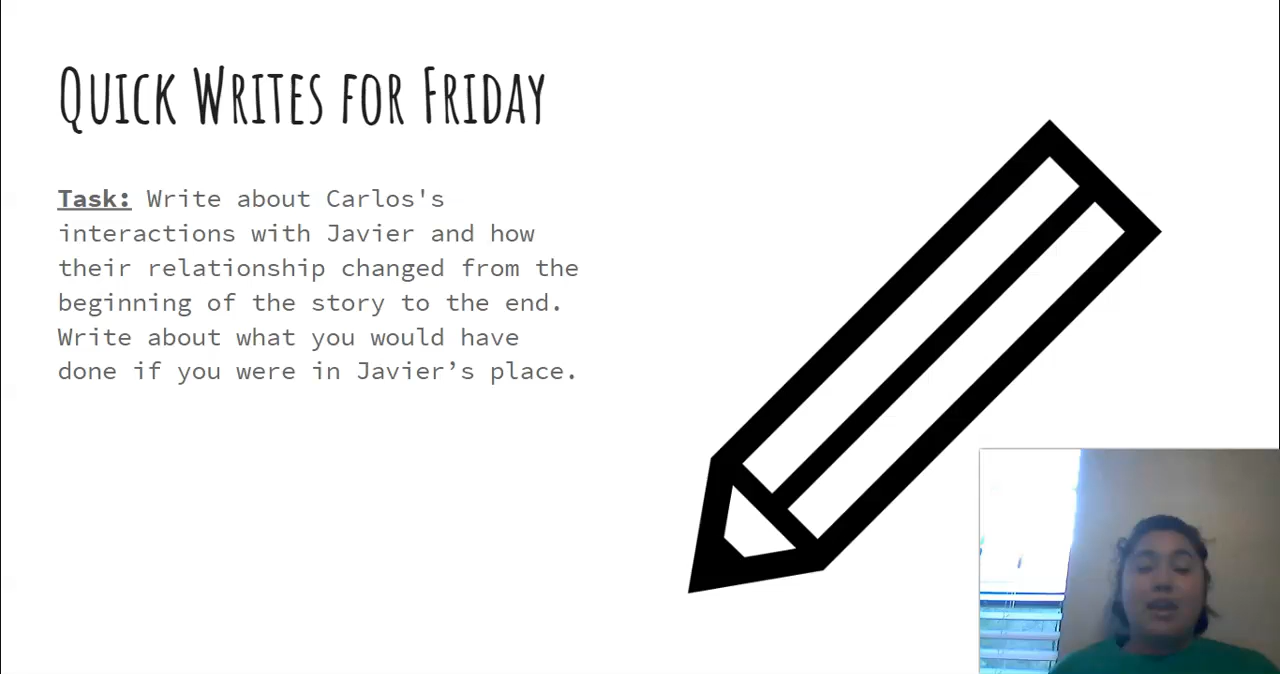 Quick Writes for Friday
Task: Write about Carlos's
interactions with Javier and how
their relationship changed from the
beginning of the story to the end.
Write about what you would have
done if you were in Javier’s place.